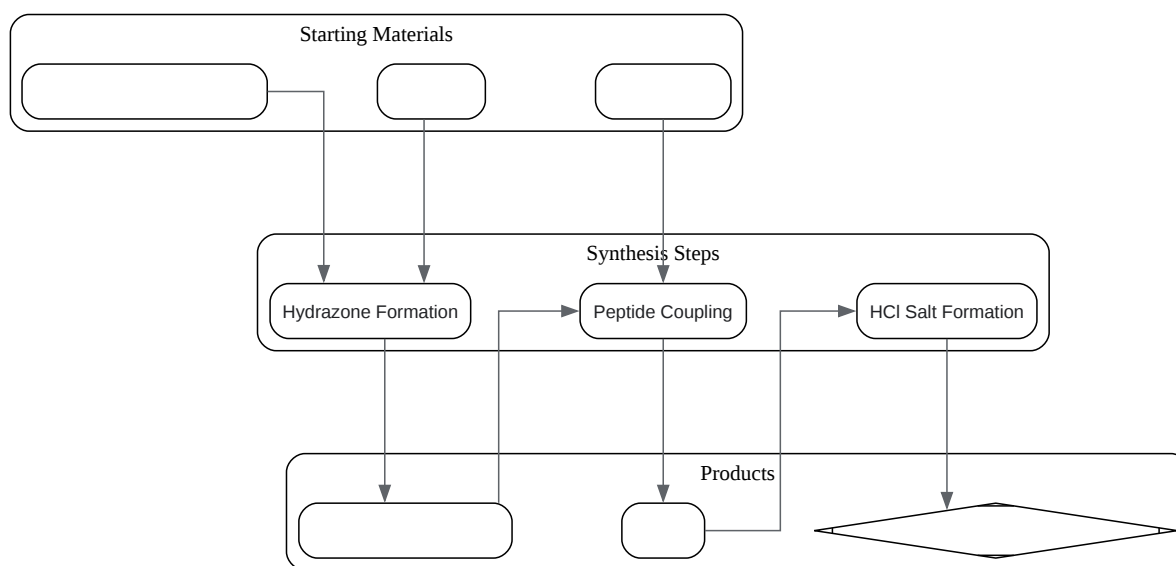 Starting Materials
Synthesis Steps
Hydrazone Formation
Peptide Coupling
HCl Salt Formation
Products